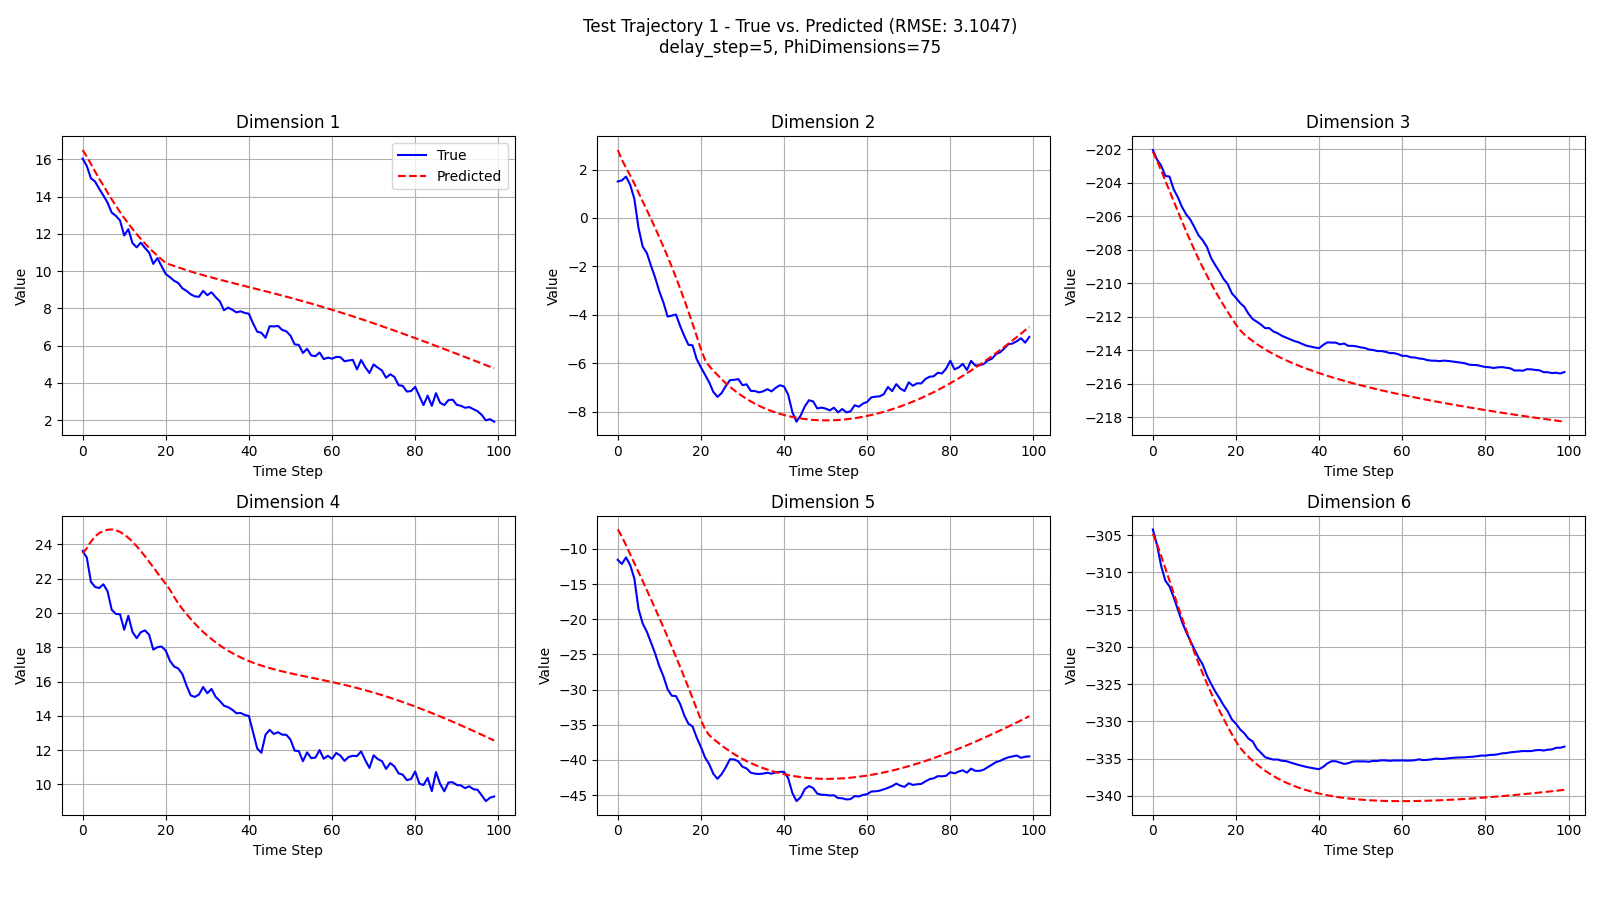 Test Trajectory 1 - True vs. Predicted (RMSE: 3.1047)
delay_step=5, PhiDimensions=75
Dimension 1
Value
16
14
12
10
8
6
4
2
0 20 40 60 80 100
Time Step
True
Predicted
Dimension 2
Value
2
0
−2
−4
−6
−8
0 20 40 60 80 100
Time Step
Dimension 3
Value
−202
−204
−206
−208
−210
−212
−214
−216
−218
0 20 40 60 80 100
Time Step
Dimension 4
Value
24
22
20
18
16
14
12
10
0 20 40 60 80 100
Time Step
Dimension 5
Value
−10
−15
−20
−25
−30
−35
−40
−45
0 20 40 60 80 100
Time Step
Dimension 6
Value
−305
−310
−315
−320
−325
−330
−335
−340
0 20 40 60 80 100
Time Step